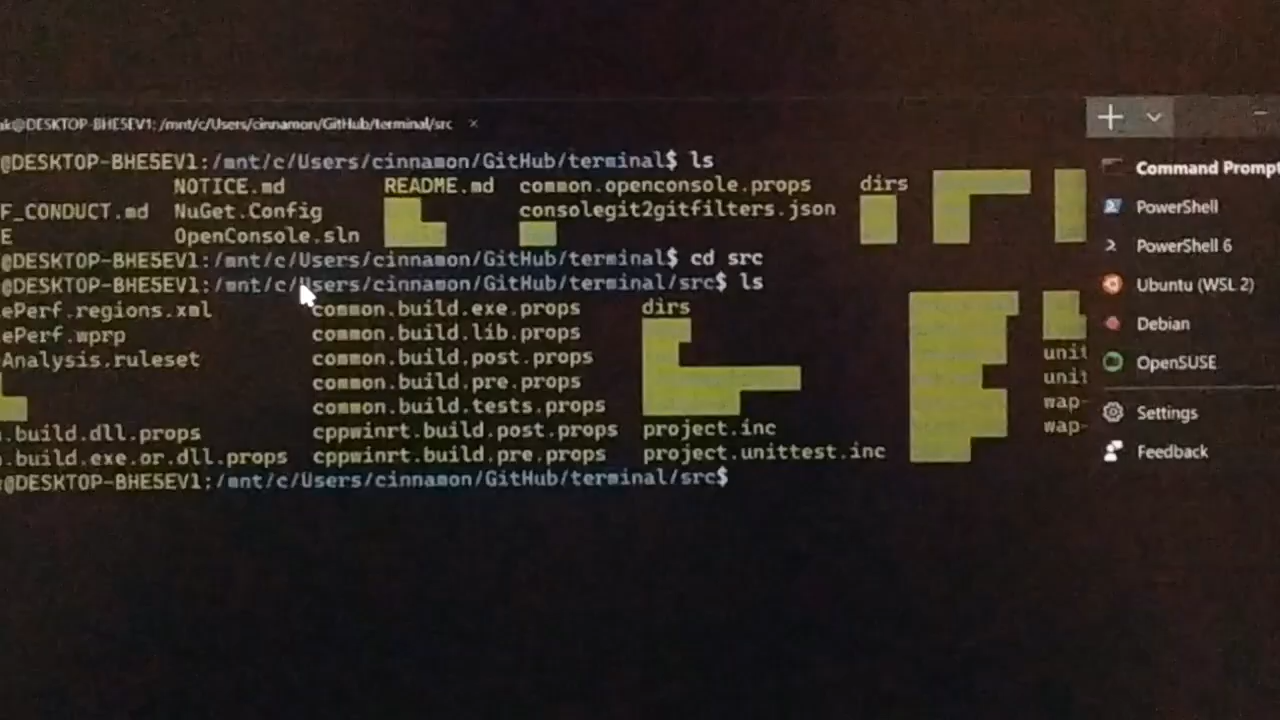 ak@DESKTOP-BHE5EV1: /mnt/c/Users/cinnamon/GitHub/terminal/src
@DESKTOP-BHE5EV1:/mnt/c/Users/cinnamon/GitHub/terminal$ ls
NOTICE.md README.md common.openconsole.props dirs
F_CONDUCT.md NuGet.Config consolegit2gitfilters.json
E OpenConsole.sln
@DESKTOP-BHE5EV1:/mnt/c/Users/cinnamon/GitHub/terminal$ cd src
@DESKTOP-BHE5EV1:/mnt/c/Users/cinnamon/GitHub/terminal/src$ ls
ePerf.regions.xml common.build.exe.props dirs
ePerf.wprp common.build.lib.props
Analysis.ruleset common.build.post.props unit
common.build.pre.props unit
common.build.tests.props wap-
.build.dll.props cppwinrt.build.post.props project.inc wap-
.build.exe.or.dll.props cppwinrt.build.pre.props project.unittest.inc
@DESKTOP-BHE5EV1:/mnt/c/Users/cinnamon/GitHub/terminal/src$
Command Prompt
PowerShell
PowerShell 6
Ubuntu (WSL 2)
Debian
OpenSUSE
Settings
Feedback